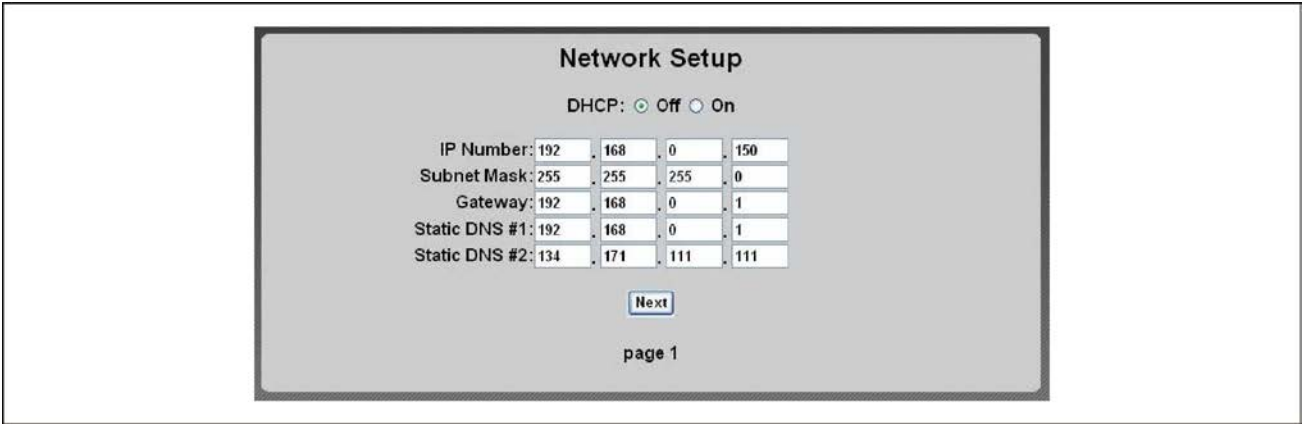 Network Setup
DHCP: Off On
IP Number: 192 . 168 . 0 . 150
Subnet Mask: 255 . 255 . 255 . 0
Gateway: 192 . 168 . 0 . 1
Static DNS #1: 192 . 168 . 0 . 1
Static DNS #2: 134 . 171 . 111 . 111
Next
page 1